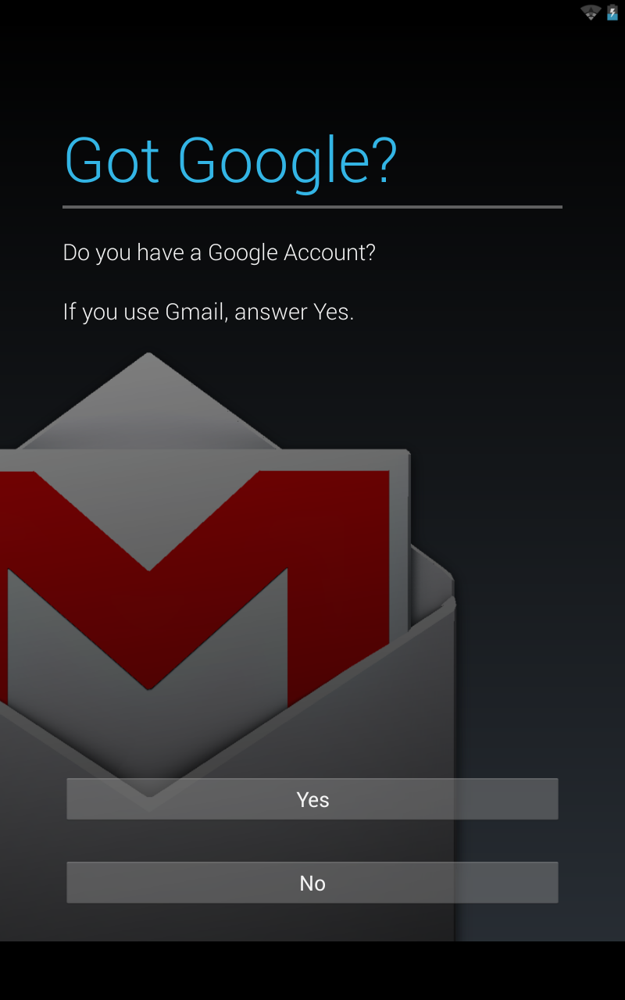 Got Google?
Do you have a Google Account?
If you use Gmail, answer Yes.
Yes
No